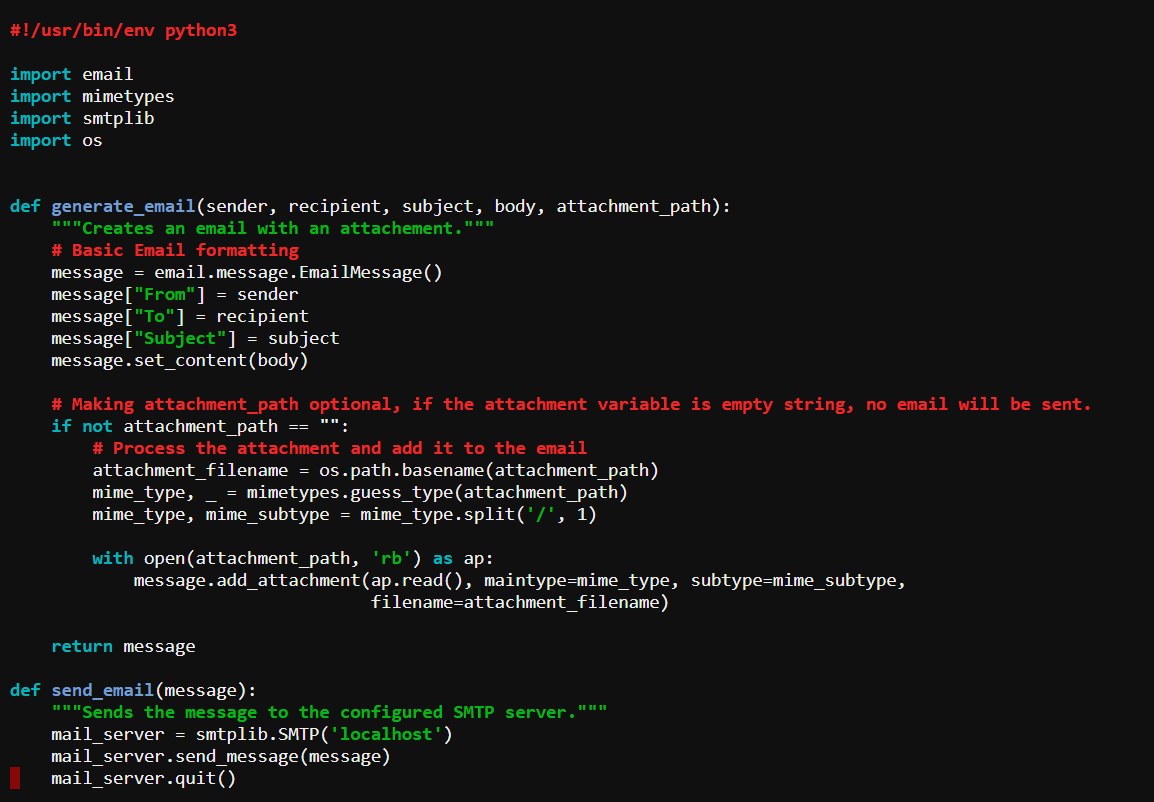 #!/usr/bin/env python3
import email
import mimetypes
import smtplib
import os
def generate_email(sender, recipient, subject, body, attachment_path):
    """Creates an email with an attachement."""
    # Basic Email formatting
    message = email.message.EmailMessage()
    message["From"] = sender
    message["To"] = recipient
    message["Subject"] = subject
    message.set_content(body)
    # Making attachment_path optional, if the attachment variable is empty string, no email will be sent.
    if not attachment_path == "":
        # Process the attachment and add it to the email
        attachment_filename = os.path.basename(attachment_path)
        mime_type, _ = mimetypes.guess_type(attachment_path)
        mime_type, mime_subtype = mime_type.split('/', 1)
        with open(attachment_path, 'rb') as ap:
            message.add_attachment(ap.read(), maintype=mime_type, subtype=mime_subtype,
                                   filename=attachment_filename)
    return message
def send_email(message):
    """Sends the message to the configured SMTP server."""
    mail_server = smtplib.SMTP('localhost')
    mail_server.send_message(message)
    mail_server.quit()